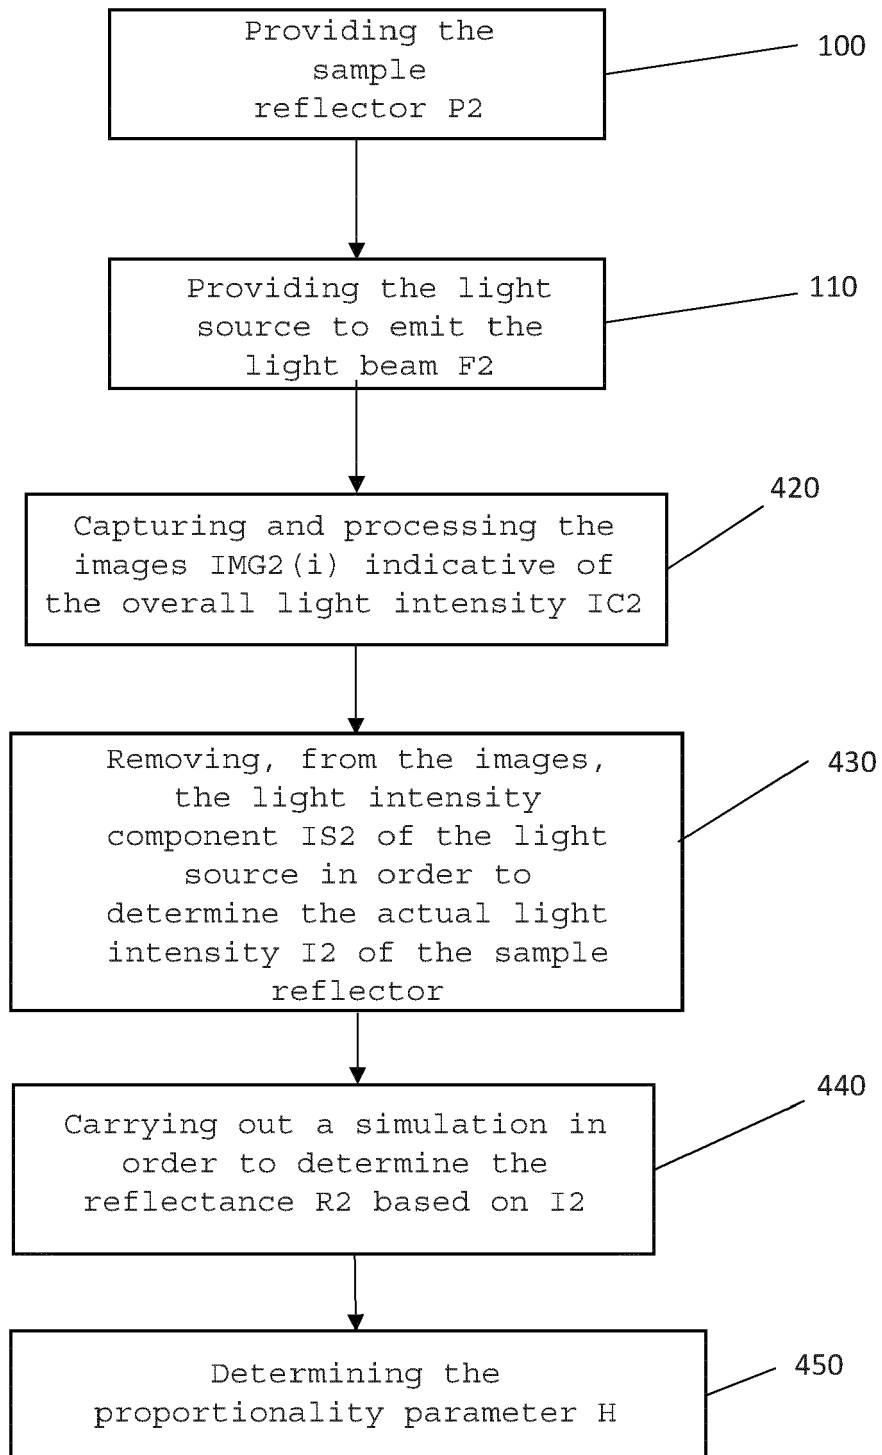 Providing the
sample
reflector P2
100
Providing the light
source to emit the
light beam F2
110
Capturing and processing the
images IMG2(i) indicative of
the overall light intensity IC2
420
Removing, from the images,
the light intensity
component IS2 of the light
source in order to
determine the actual light
intensity I2 of the sample
reflector
430
Carrying out a simulation in
order to determine the
reflectance R2 based on I2
440
Determining the
proportionality parameter H
450